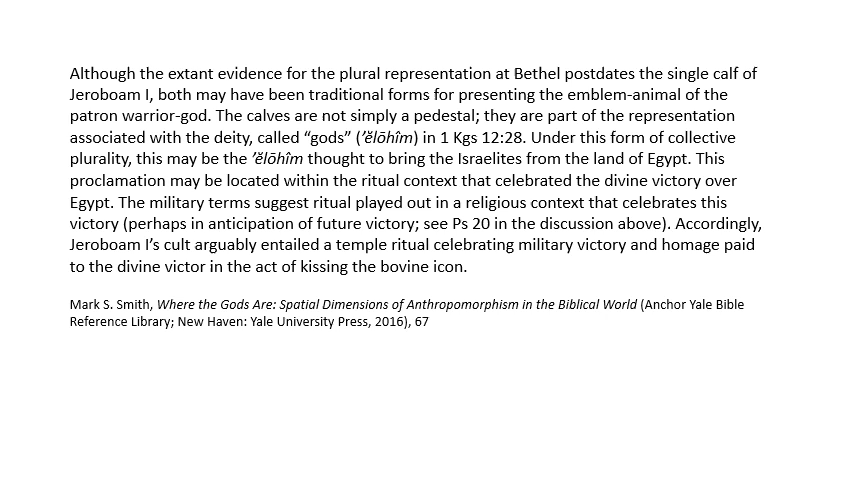 Although the extant evidence for the plural representation at Bethel postdates the single calf of
Jeroboam I, both may have been traditional forms for presenting the emblem-animal of the
patron warrior-god. The calves are not simply a pedestal; they are part of the representation
associated with the deity, called “gods” (’ĕlōhîm) in 1 Kgs 12:28. Under this form of collective
plurality, this may be the ’ĕlōhîm thought to bring the Israelites from the land of Egypt. This
proclamation may be located within the ritual context that celebrated the divine victory over
Egypt. The military terms suggest ritual played out in a religious context that celebrates this
victory (perhaps in anticipation of future victory; see Ps 20 in the discussion above). Accordingly,
Jeroboam I’s cult arguably entailed a temple ritual celebrating military victory and homage paid
to the divine victor in the act of kissing the bovine icon.
Mark S. Smith, Where the Gods Are: Spatial Dimensions of Anthropomorphism in the Biblical World (Anchor Yale Bible
Reference Library; New Haven: Yale University Press, 2016), 67